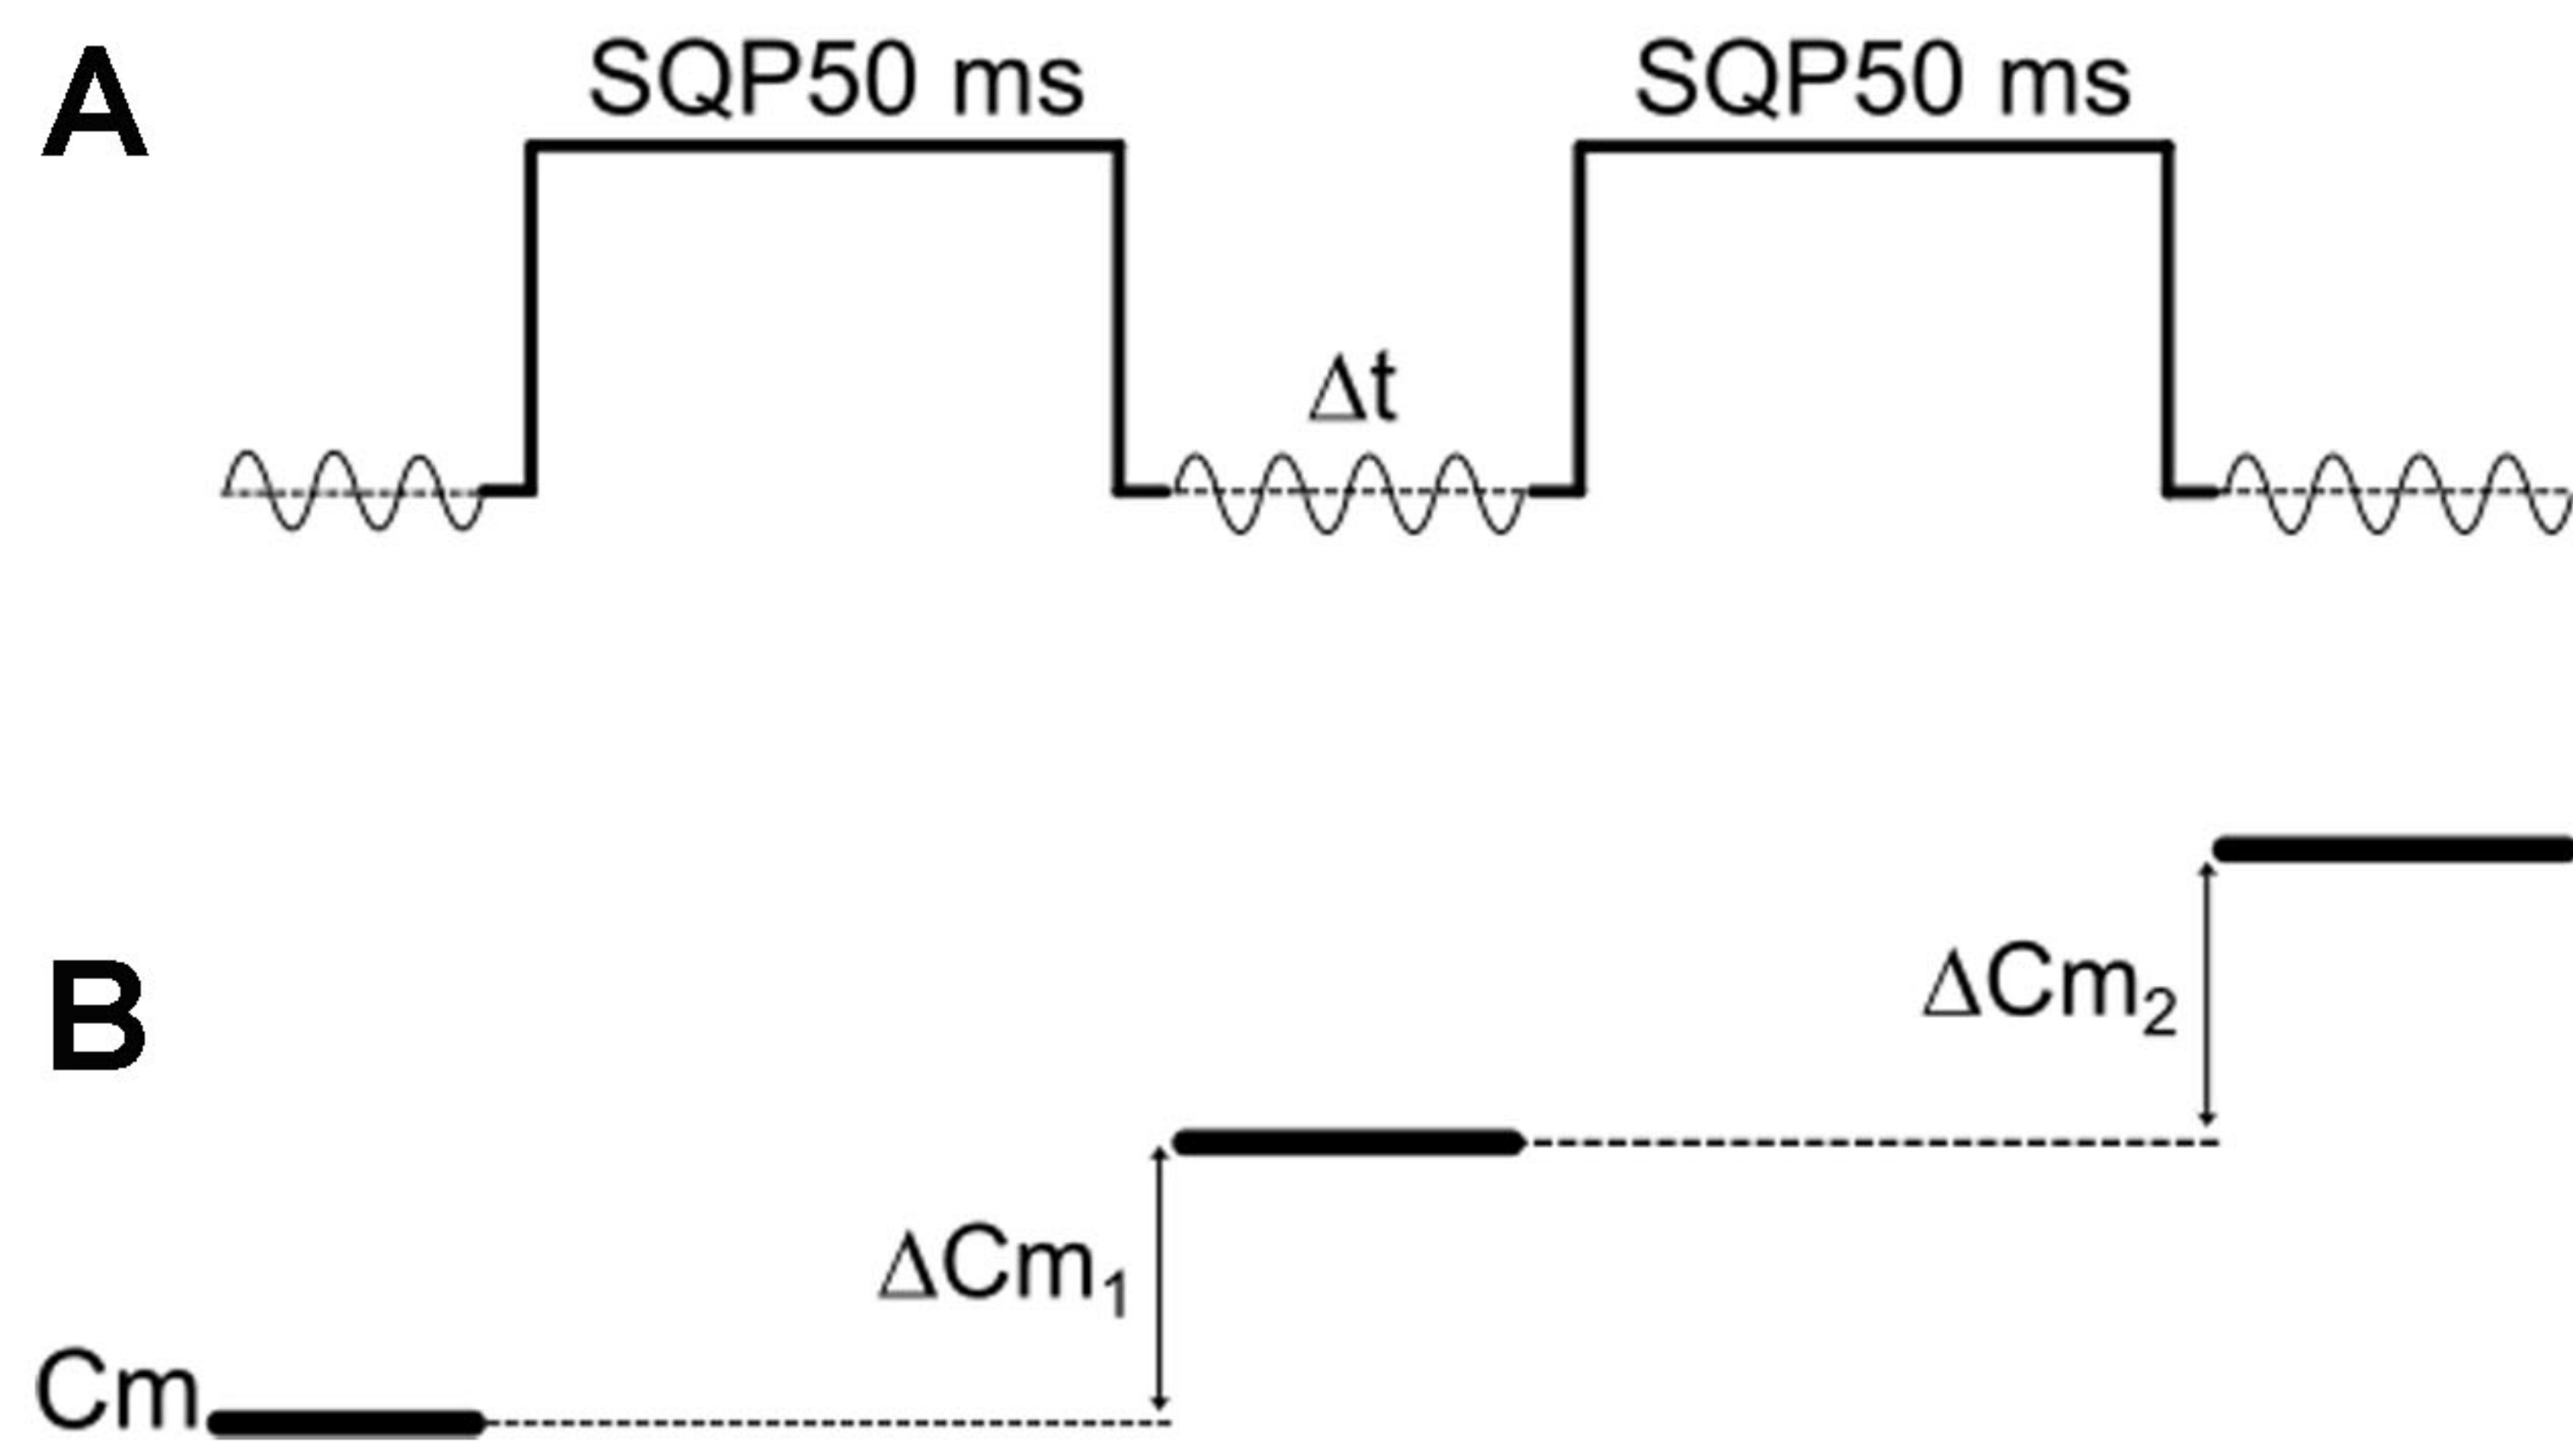 A
SQP50 ms
SQP50 ms
Δt
B
ΔCm₂
ΔCm₁
Cm